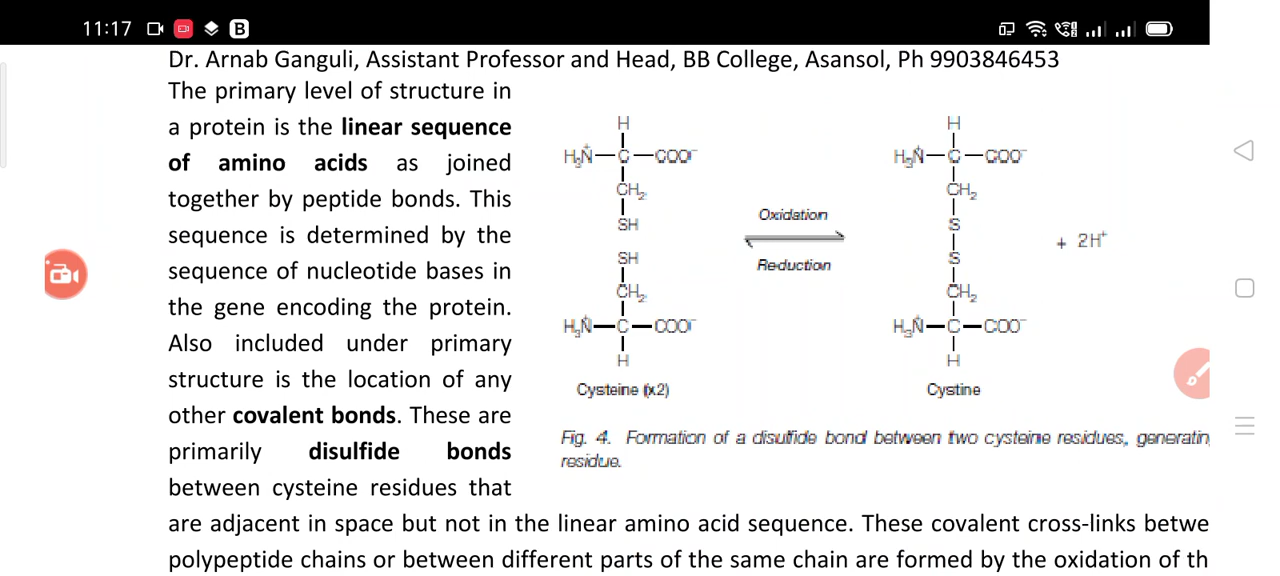 11:17 B
Dr. Arnab Ganguli, Assistant Professor and Head, BB College, Asansol, Ph 9903846453
The primary level of structure in
a protein is the linear sequence
of amino acids as joined
together by peptide bonds. This
sequence is determined by the
sequence of nucleotide bases in
the gene encoding the protein.
Also included under primary
structure is the location of any
other covalent bonds. These are
primarily disulfide bonds
between cysteine residues that
H
H₃N⁺—C—COO⁻
CH₂
SH
SH
CH₂
H₃N⁺—C—COO⁻
H
Cysteine (x2)
Oxidation
Reduction
H
H₃N⁺—C—COO⁻
CH₂
S
S
CH₂
H₃N⁺—C—COO⁻
H
Cystine
+ 2H⁺
Fig. 4. Formation of a disulfide bond between two cysteine residues, generatin
residue.
are adjacent in space but not in the linear amino acid sequence. These covalent cross-links betwe
polypeptide chains or between different parts of the same chain are formed by the oxidation of th